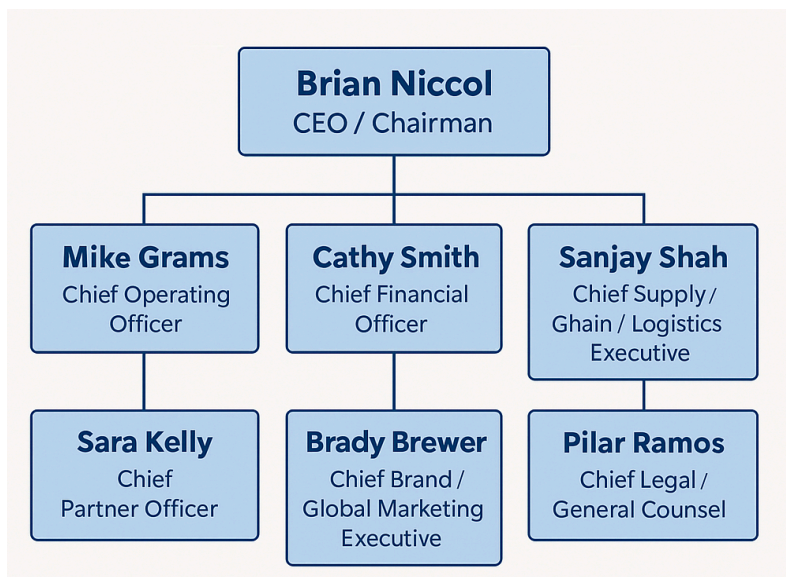 Brian Niccol
CEO / Chairman
Mike Grams
Chief Operating
Officer
Cathy Smith
Chief Financial
Officer
Sanjay Shah
Chief Supply /
Ghain / Logistics
Executive
Sara Kelly
Chief
Partner Officer
Brady Brewer
Chief Brand /
Global Marketing
Executive
Pilar Ramos
Chief Legal /
General Counsel